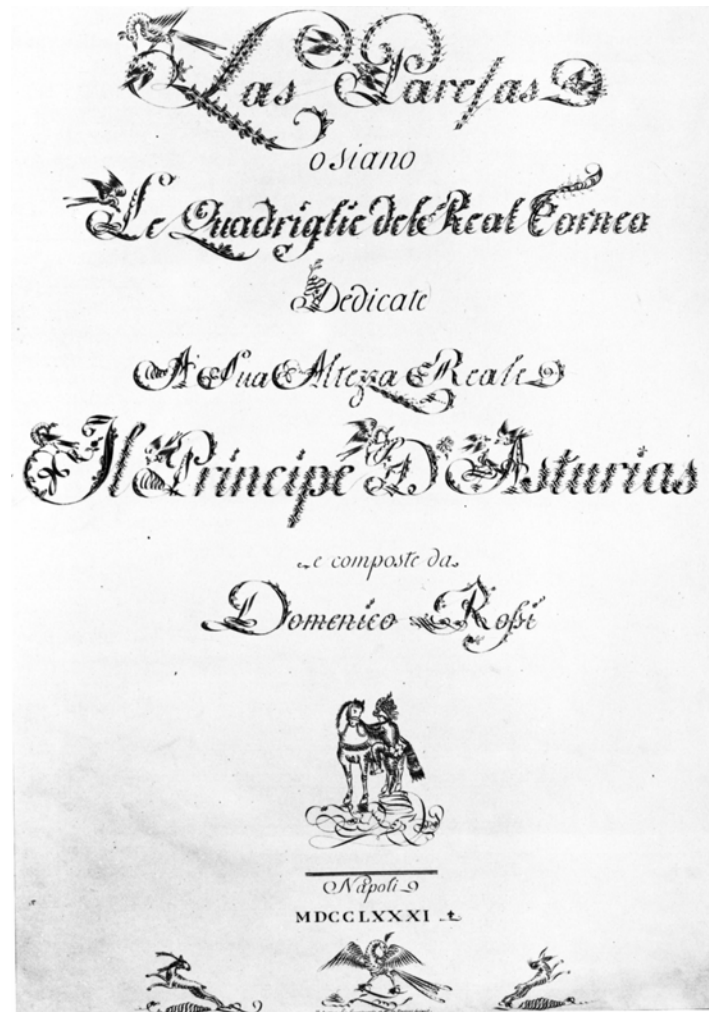 Las Parejas
o siano
Le Quadriglie del Real Torneo
Dedicate
A Sua Altezza Reale
Il Principe D'Asturias
e composte da
Domenico Rossi
Napoli
MDCCLXXXI